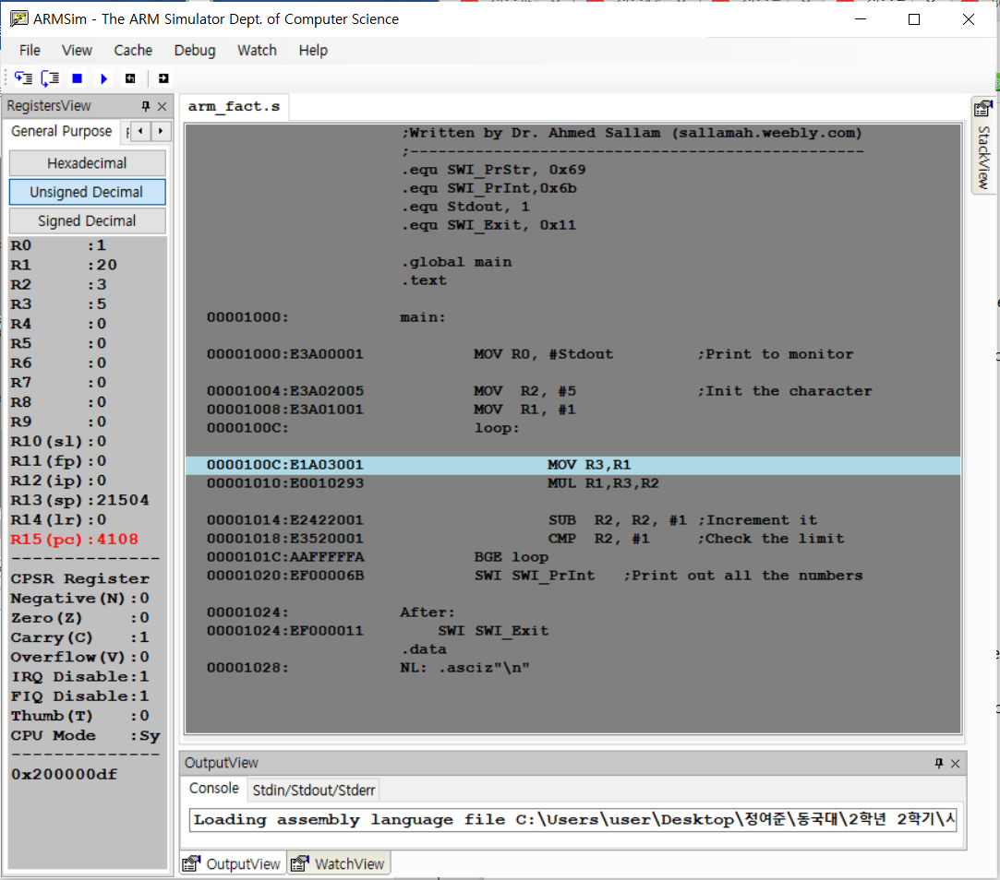 ARMSim - The ARM Simulator Dept. of Computer Science
File View Cache Debug Watch Help
RegistersView
General Purpose
Hexadecimal
Unsigned Decimal
Signed Decimal
R0 :1
R1 :20
R2 :3
R3 :5
R4 :0
R5 :0
R6 :0
R7 :0
R8 :0
R9 :0
R10(sl):0
R11(fp):0
R12(ip):0
R13(sp):21504
R14(lr):0
R15(pc):4108
--------------
CPSR Register
Negative(N):0
Zero(Z) :0
Carry(C) :1
Overflow(V):0
IRQ Disable:1
FIQ Disable:1
Thumb(T) :0
CPU Mode :Sy
--------------
0x200000df
arm_fact.s
;Written by Dr. Ahmed Sallam (sallamah.weebly.com)
;-------------------------------------------------
.equ SWI_PrStr, 0x69
.equ SWI_PrInt,0x6b
.equ Stdout, 1
.equ SWI_Exit, 0x11
.global main
.text
00001000: main:
00001000:E3A00001 MOV R0, #Stdout ;Print to monitor
00001004:E3A02005 MOV R2, #5 ;Init the character
00001008:E3A01001 MOV R1, #1
0000100C: loop:
0000100C:E1A03001 MOV R3,R1
00001010:E0010293 MUL R1,R3,R2
00001014:E2422001 SUB R2, R2, #1 ;Increment it
00001018:E3520001 CMP R2, #1 ;Check the limit
0000101C:AAFFFFFA BGE loop
00001020:EF00006B SWI SWI_PrInt ;Print out all the numbers
00001024: After:
00001024:EF000011 SWI SWI_Exit
.data
00001028: NL: .asciz"\n"
StackView
OutputView
Console Stdin/Stdout/Stderr
Loading assembly language file C:\Users\user\Desktop\정여준\동국대\2학년 2학기\
OutputView WatchView